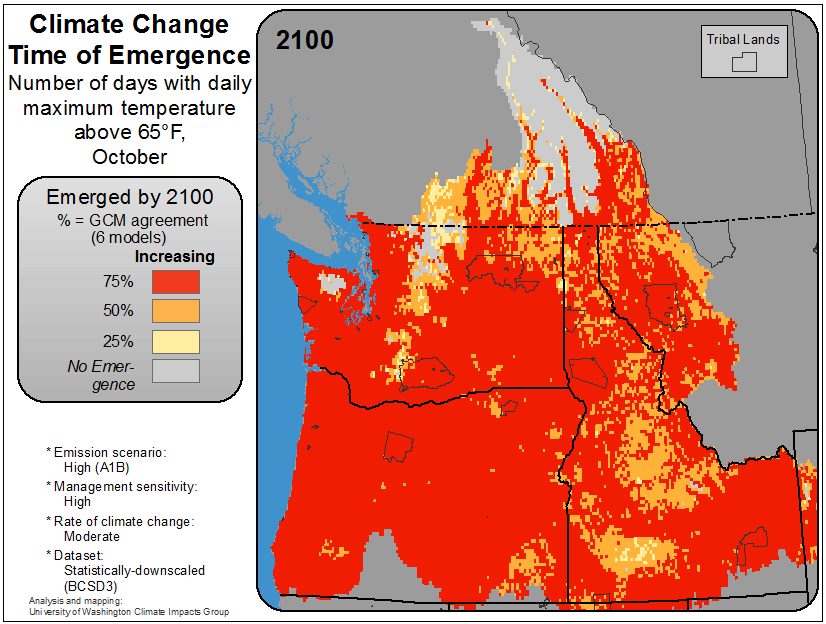 Climate Change
Time of Emergence
Number of days with daily
maximum temperature
above 65°F,
October
Emerged by 2100
% = GCM agreement
(6 models)
Increasing
75%
50%
25%
No Emer-
gence
* Emission scenario:
High (A1B)
* Management sensitivity:
High
* Rate of climate change:
Moderate
* Dataset:
Statistically-downscaled
(BCSD3)
Analysis and mapping:
University of Washington Climate Impacts Group
2100
Tribal Lands